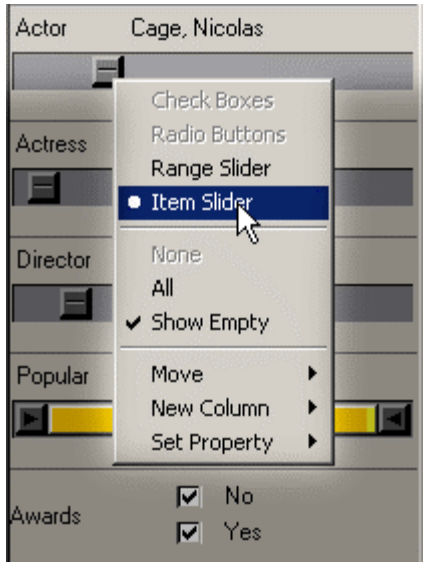 Actor Cage, Nicolas
Check Boxes
Actress
Radio Buttons
Range Slider
Item Slider
Director
None
All
Show Empty
Popular
Move
New Column
Set Property
Awards
No
Yes